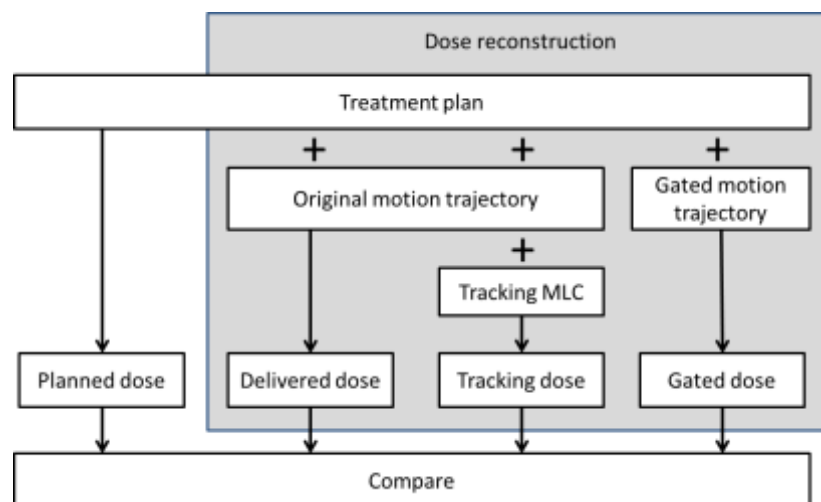 Dose reconstruction
Treatment plan
+ + +
Original motion trajectory
Gated motion
trajectory
+
Tracking MLC
Planned dose
Delivered dose
Tracking dose
Gated dose
Compare